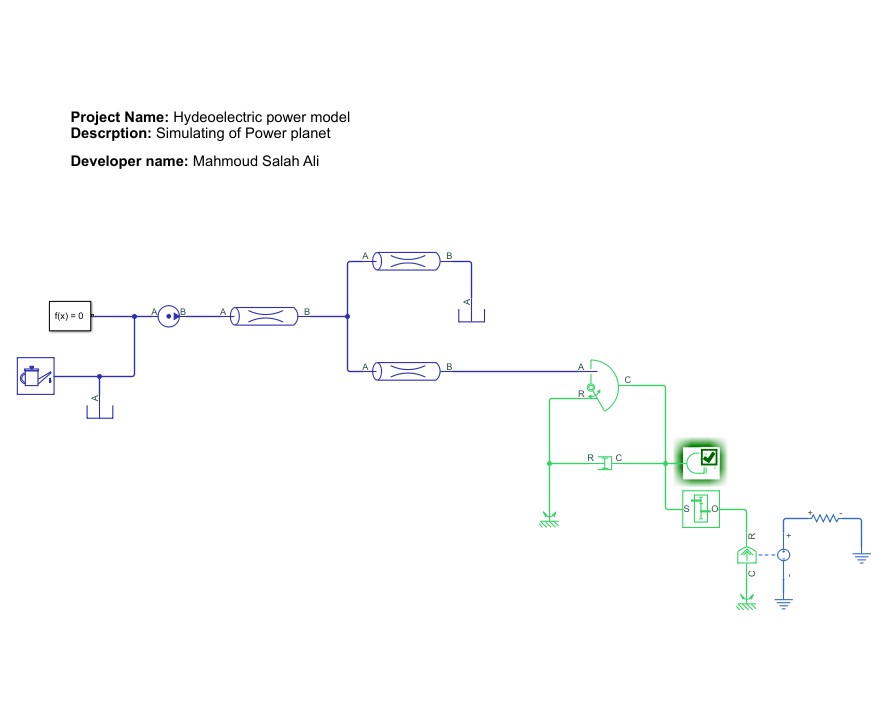 Project Name: Hydeoelectric power model
Descrption: Simulating of Power planet
Developer name: Mahmoud Salah Ali
A B
A
f(x) = 0
A B A B
A B A
C
R
A
R C
S O
+ -
R
+
C
-